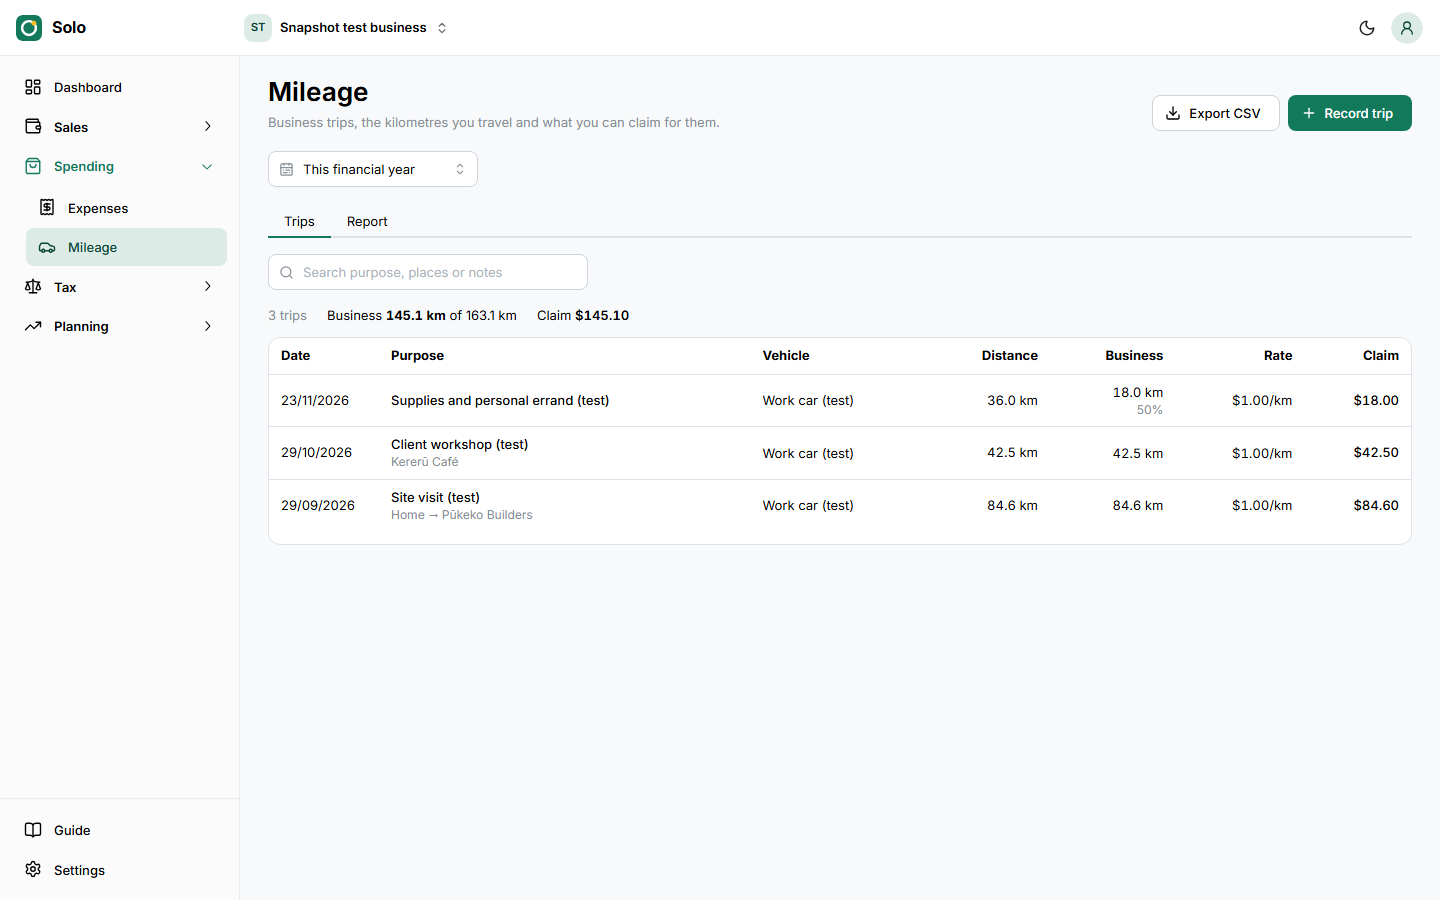 Solo
ST Snapshot test business
Dashboard
Sales
Spending
Expenses
Mileage
Tax
Planning
Guide
Settings
Mileage
Business trips, the kilometres you travel and what you can claim for them.
Export CSV
Record trip
This financial year
Trips Report
Search purpose, places or notes
3 trips Business 145.1 km of 163.1 km Claim $145.10
Date Purpose Vehicle Distance Business Rate Claim
23/11/2026 Supplies and personal errand (test) Work car (test) 36.0 km 18.0 km $1.00/km $18.00
50%
29/10/2026 Client workshop (test) Work car (test) 42.5 km 42.5 km $1.00/km $42.50
Kererū Café
29/09/2026 Site visit (test) Work car (test) 84.6 km 84.6 km $1.00/km $84.60
Home → Pūkeko Builders